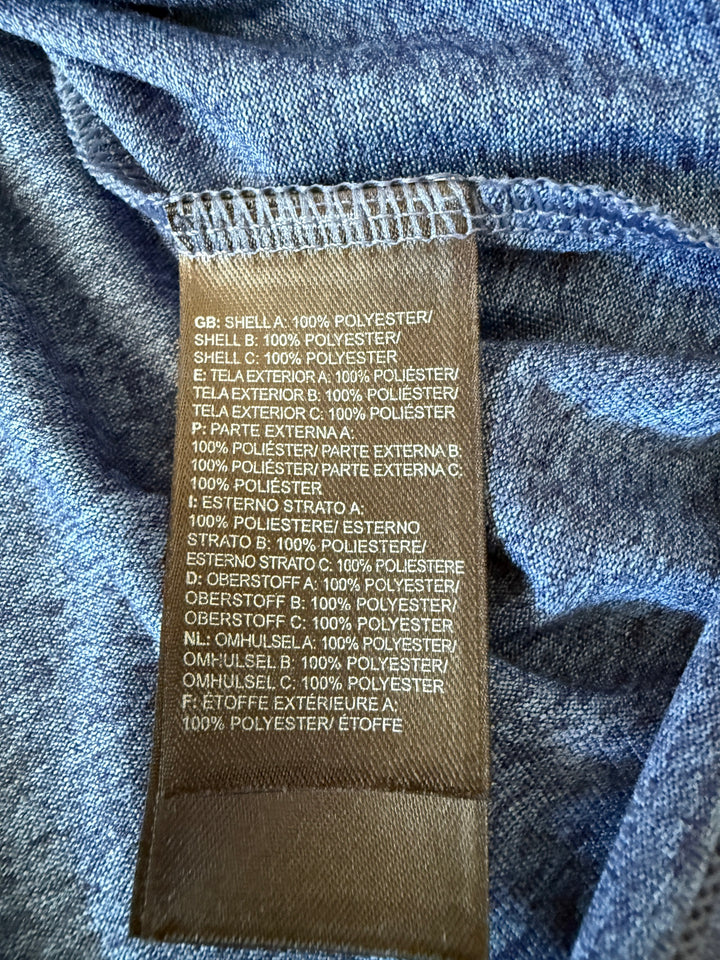 GB: SHELL A: 100% POLYESTER/
SHELL B: 100% POLYESTER/
SHELL C: 100% POLYESTER
E: TELA EXTERIOR A: 100% POLIÉSTER/
TELA EXTERIOR B: 100% POLIÉSTER/
TELA EXTERIOR C: 100% POLIÉSTER
P: PARTE EXTERNA A:
100% POLIÉSTER/ PARTE EXTERNA B:
100% POLIÉSTER/ PARTE EXTERNA C:
100% POLIÉSTER
I: ESTERNO STRATO A:
100% POLIESTERE/ ESTERNO
STRATO B: 100% POLIESTERE/
ESTERNO STRATO C: 100% POLIESTERE
D: OBERSTOFF A: 100% POLYESTER/
OBERSTOFF B: 100% POLYESTER/
OBERSTOFF C: 100% POLYESTER
NL: OMHULSEL A: 100% POLYESTER/
OMHULSEL B: 100% POLYESTER/
OMHULSEL C: 100% POLYESTER
F: ÉTOFFE EXTÉRIEURE A:
100% POLYESTER/ ÉTOFFE